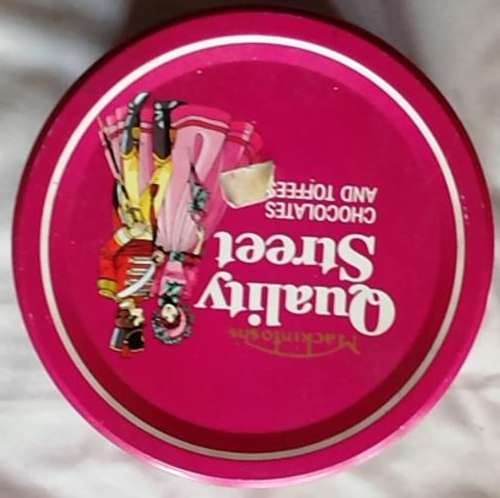 Mackintosh's
Quality
Street
CHOCOLATES
AND TOFFEES